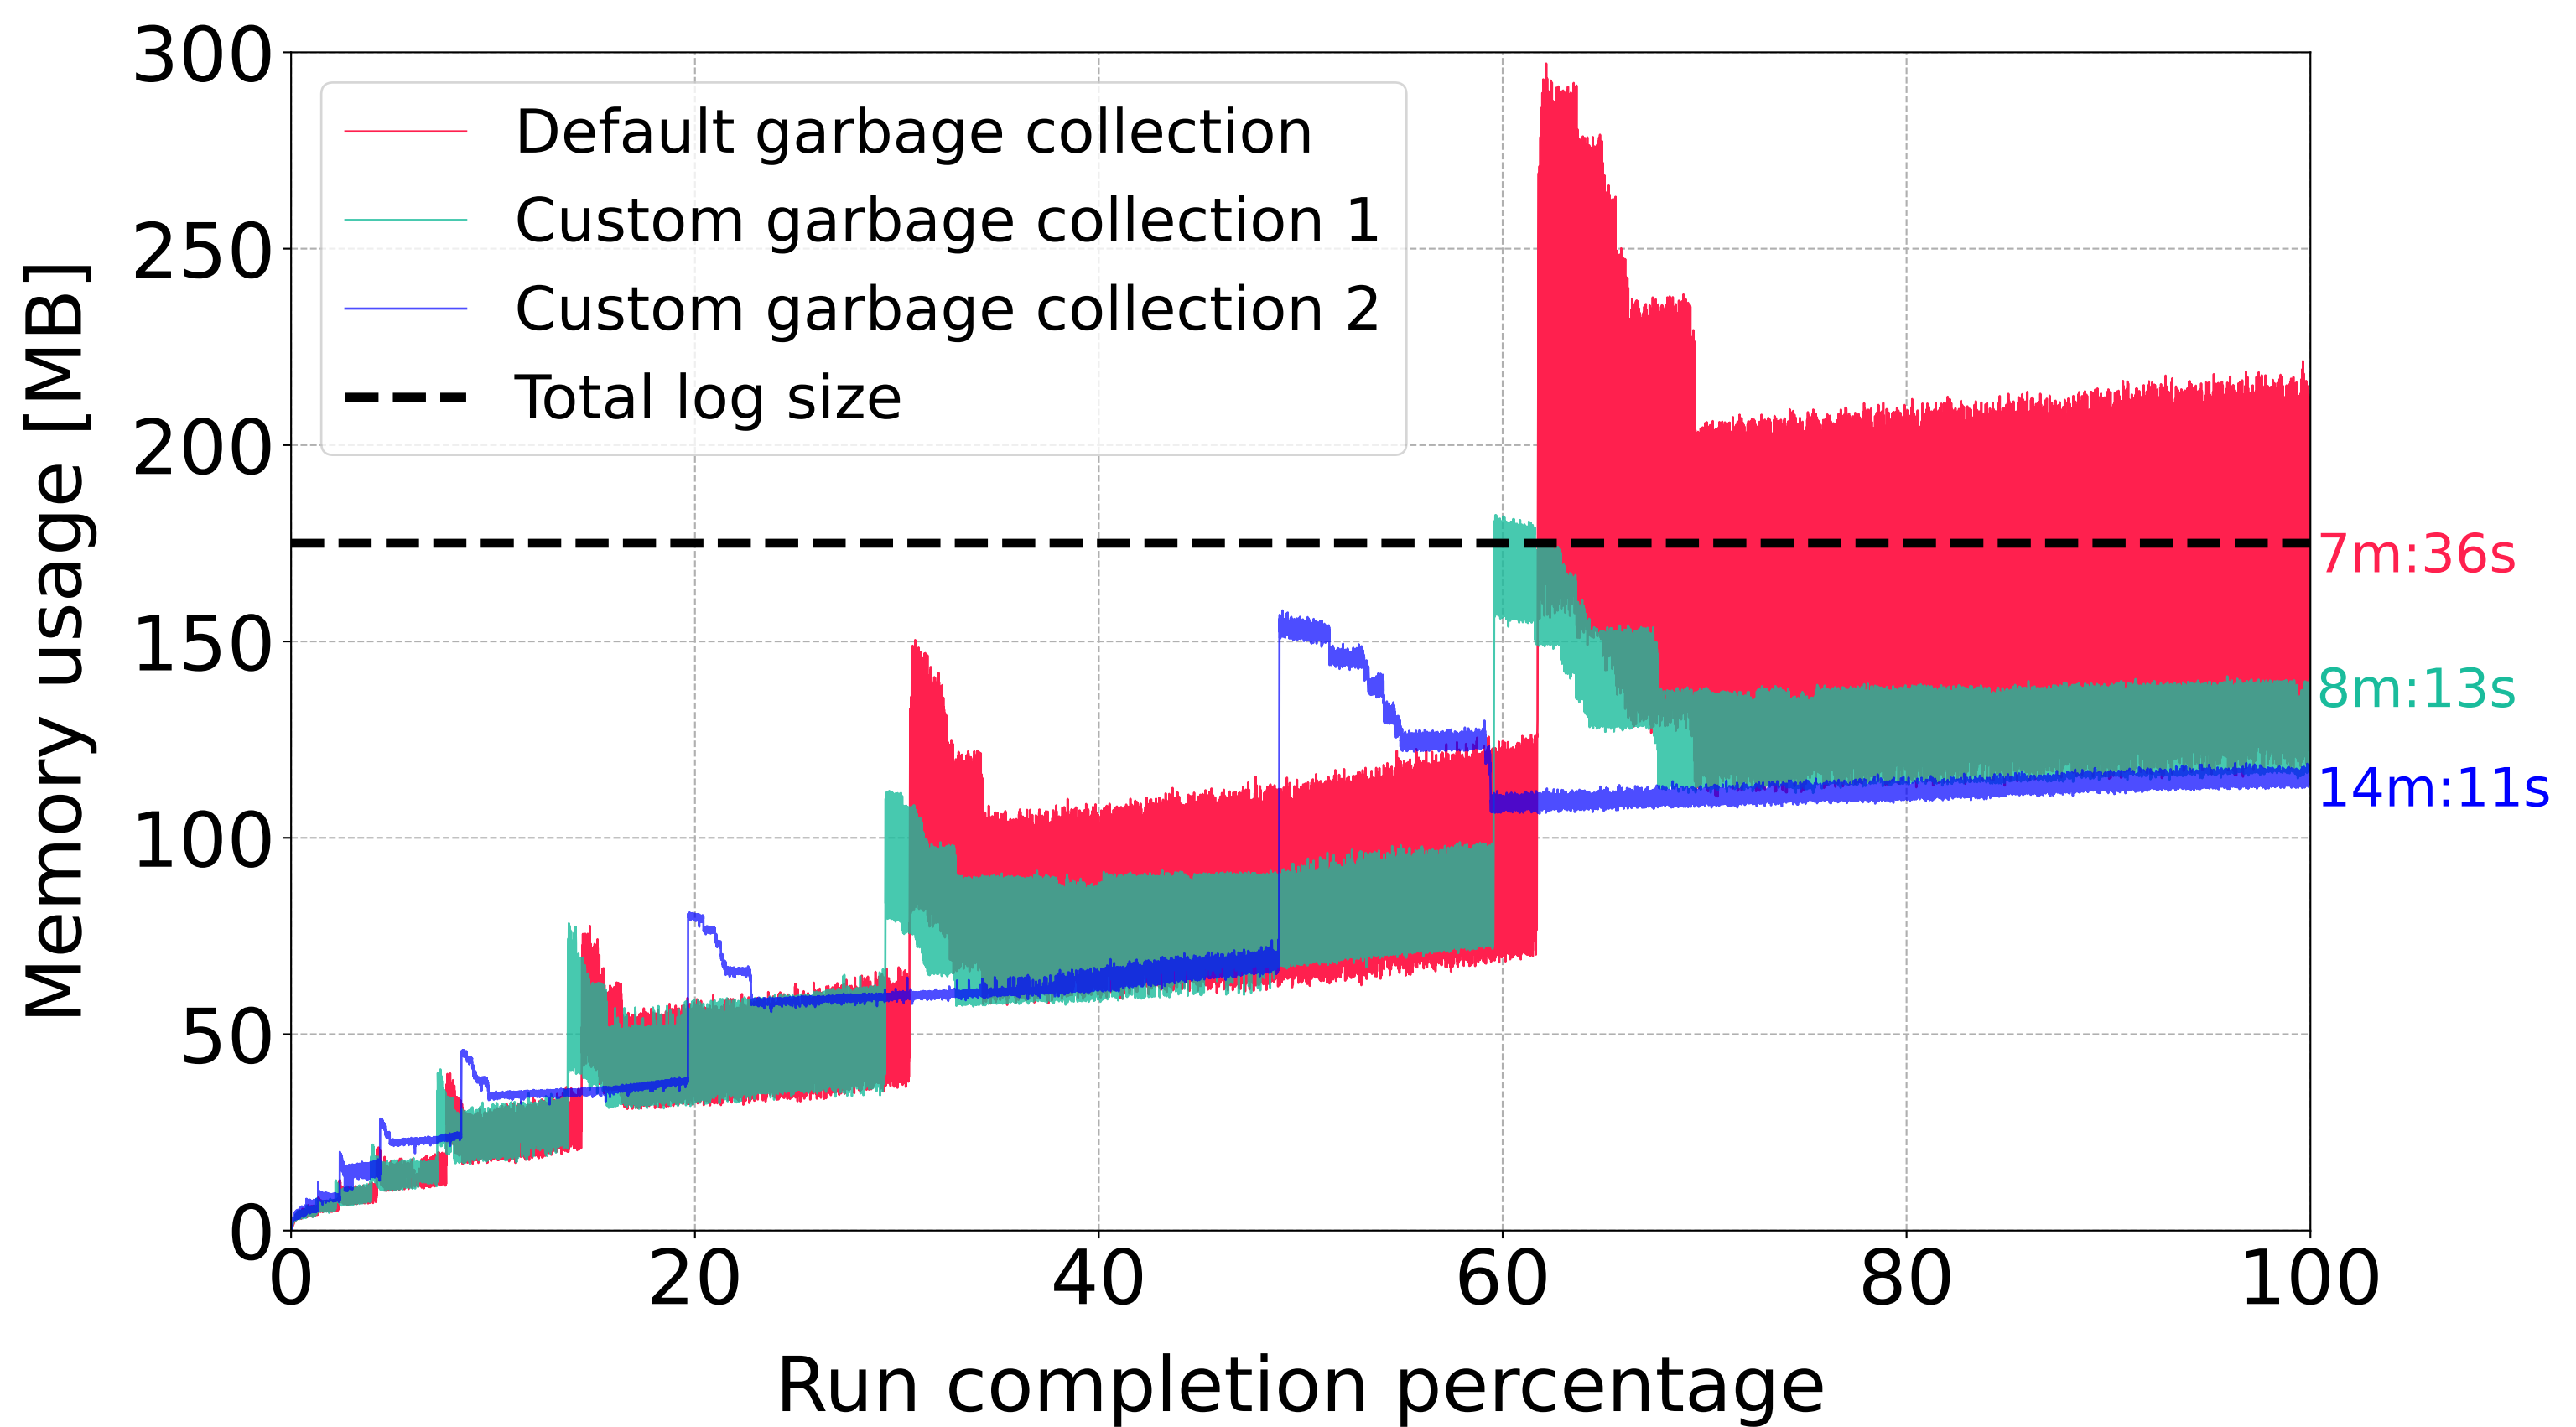 300
250
200
150
100
50
0
Memory usage [MB]
Default garbage collection
Custom garbage collection 1
Custom garbage collection 2
Total log size
7m:36s
8m:13s
14m:11s
0 20 40 60 80 100
Run completion percentage